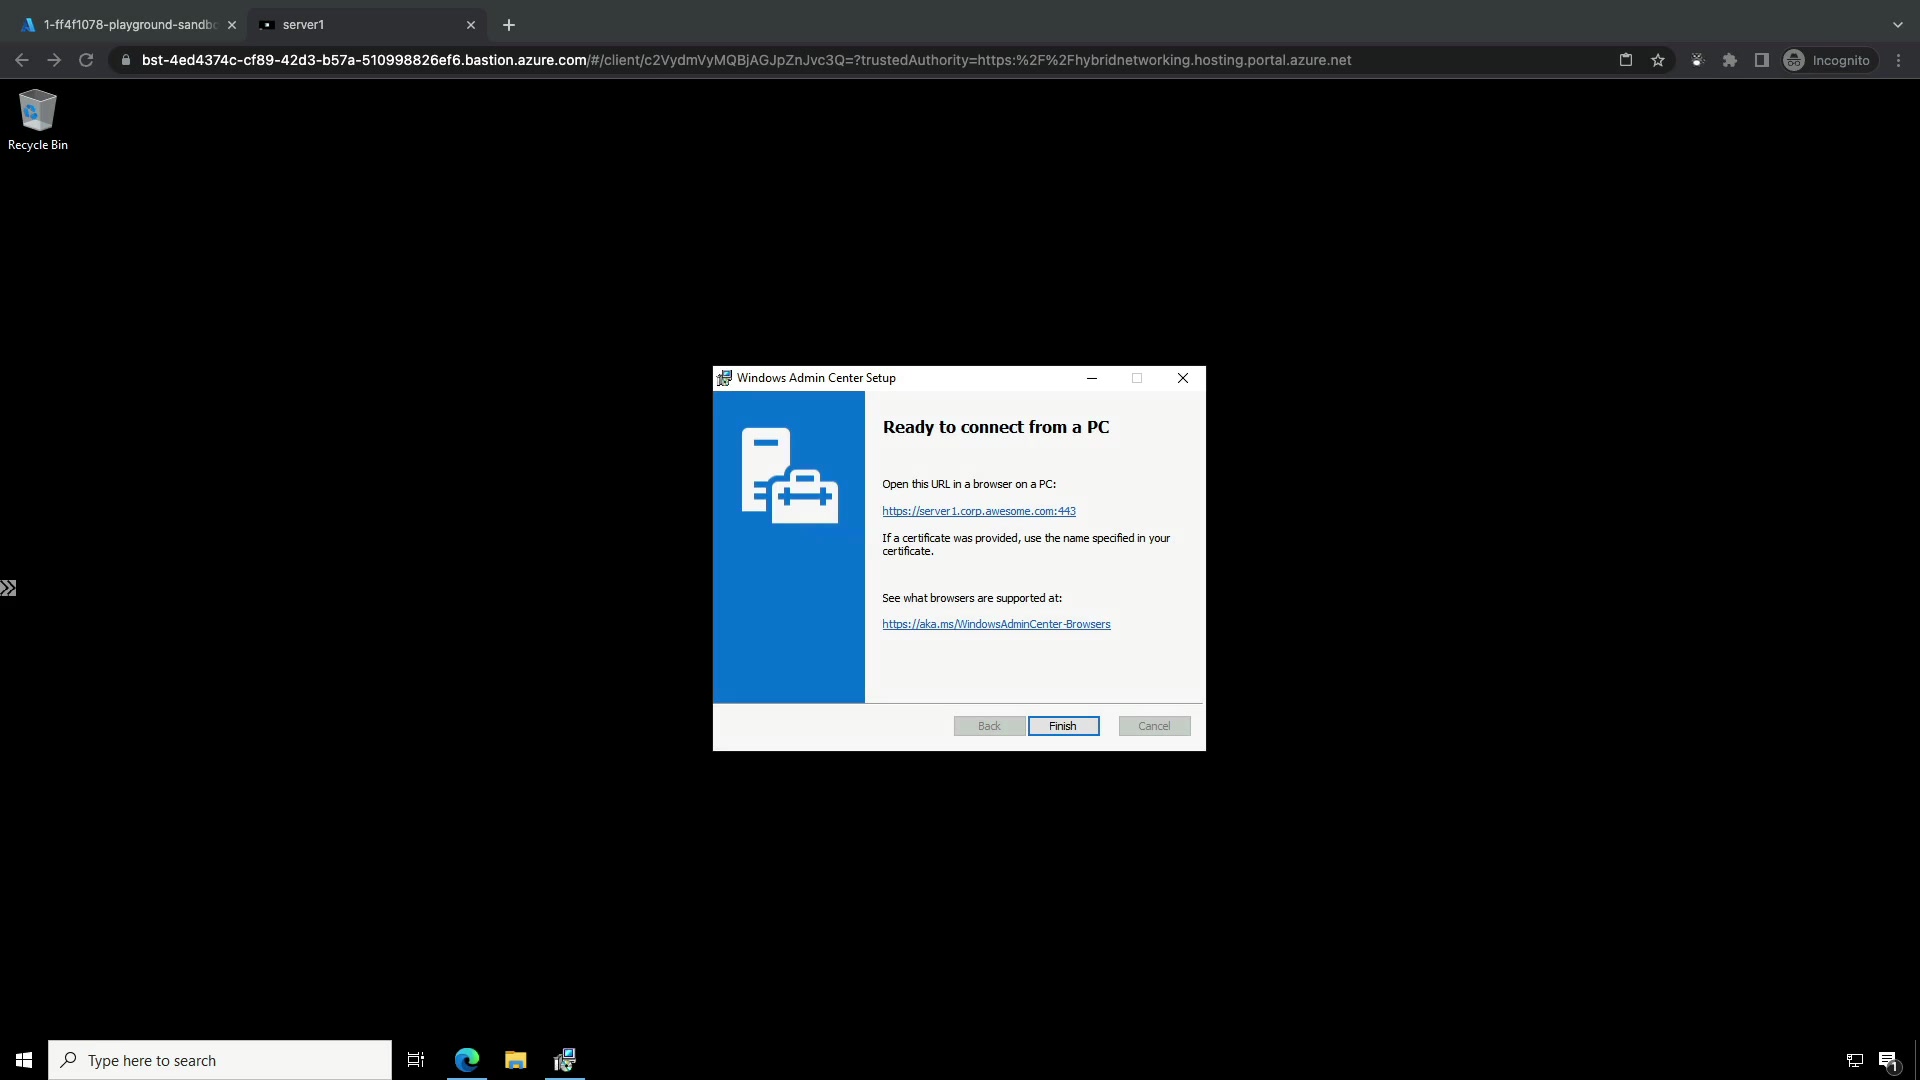 1-ff4f1078-playground-sandbo
server1
bst-4ed4374c-cf89-42d3-b57a-510998826ef6.bastion.azure.com/#/client/c2VydmVyMQBjAGJpZnJvc3Q=?trustedAuthority=https:%2F%2Fhybridnetworking.hosting.portal.azure.net
Incognito
Recycle Bin
Windows Admin Center Setup
Ready to connect from a PC
Open this URL in a browser on a PC:
https://server1.corp.awesome.com:443
If a certificate was provided, use the name specified in your
certificate.
See what browsers are supported at:
https://aka.ms/WindowsAdminCenter-Browsers
Back
Finish
Cancel
Type here to search
1